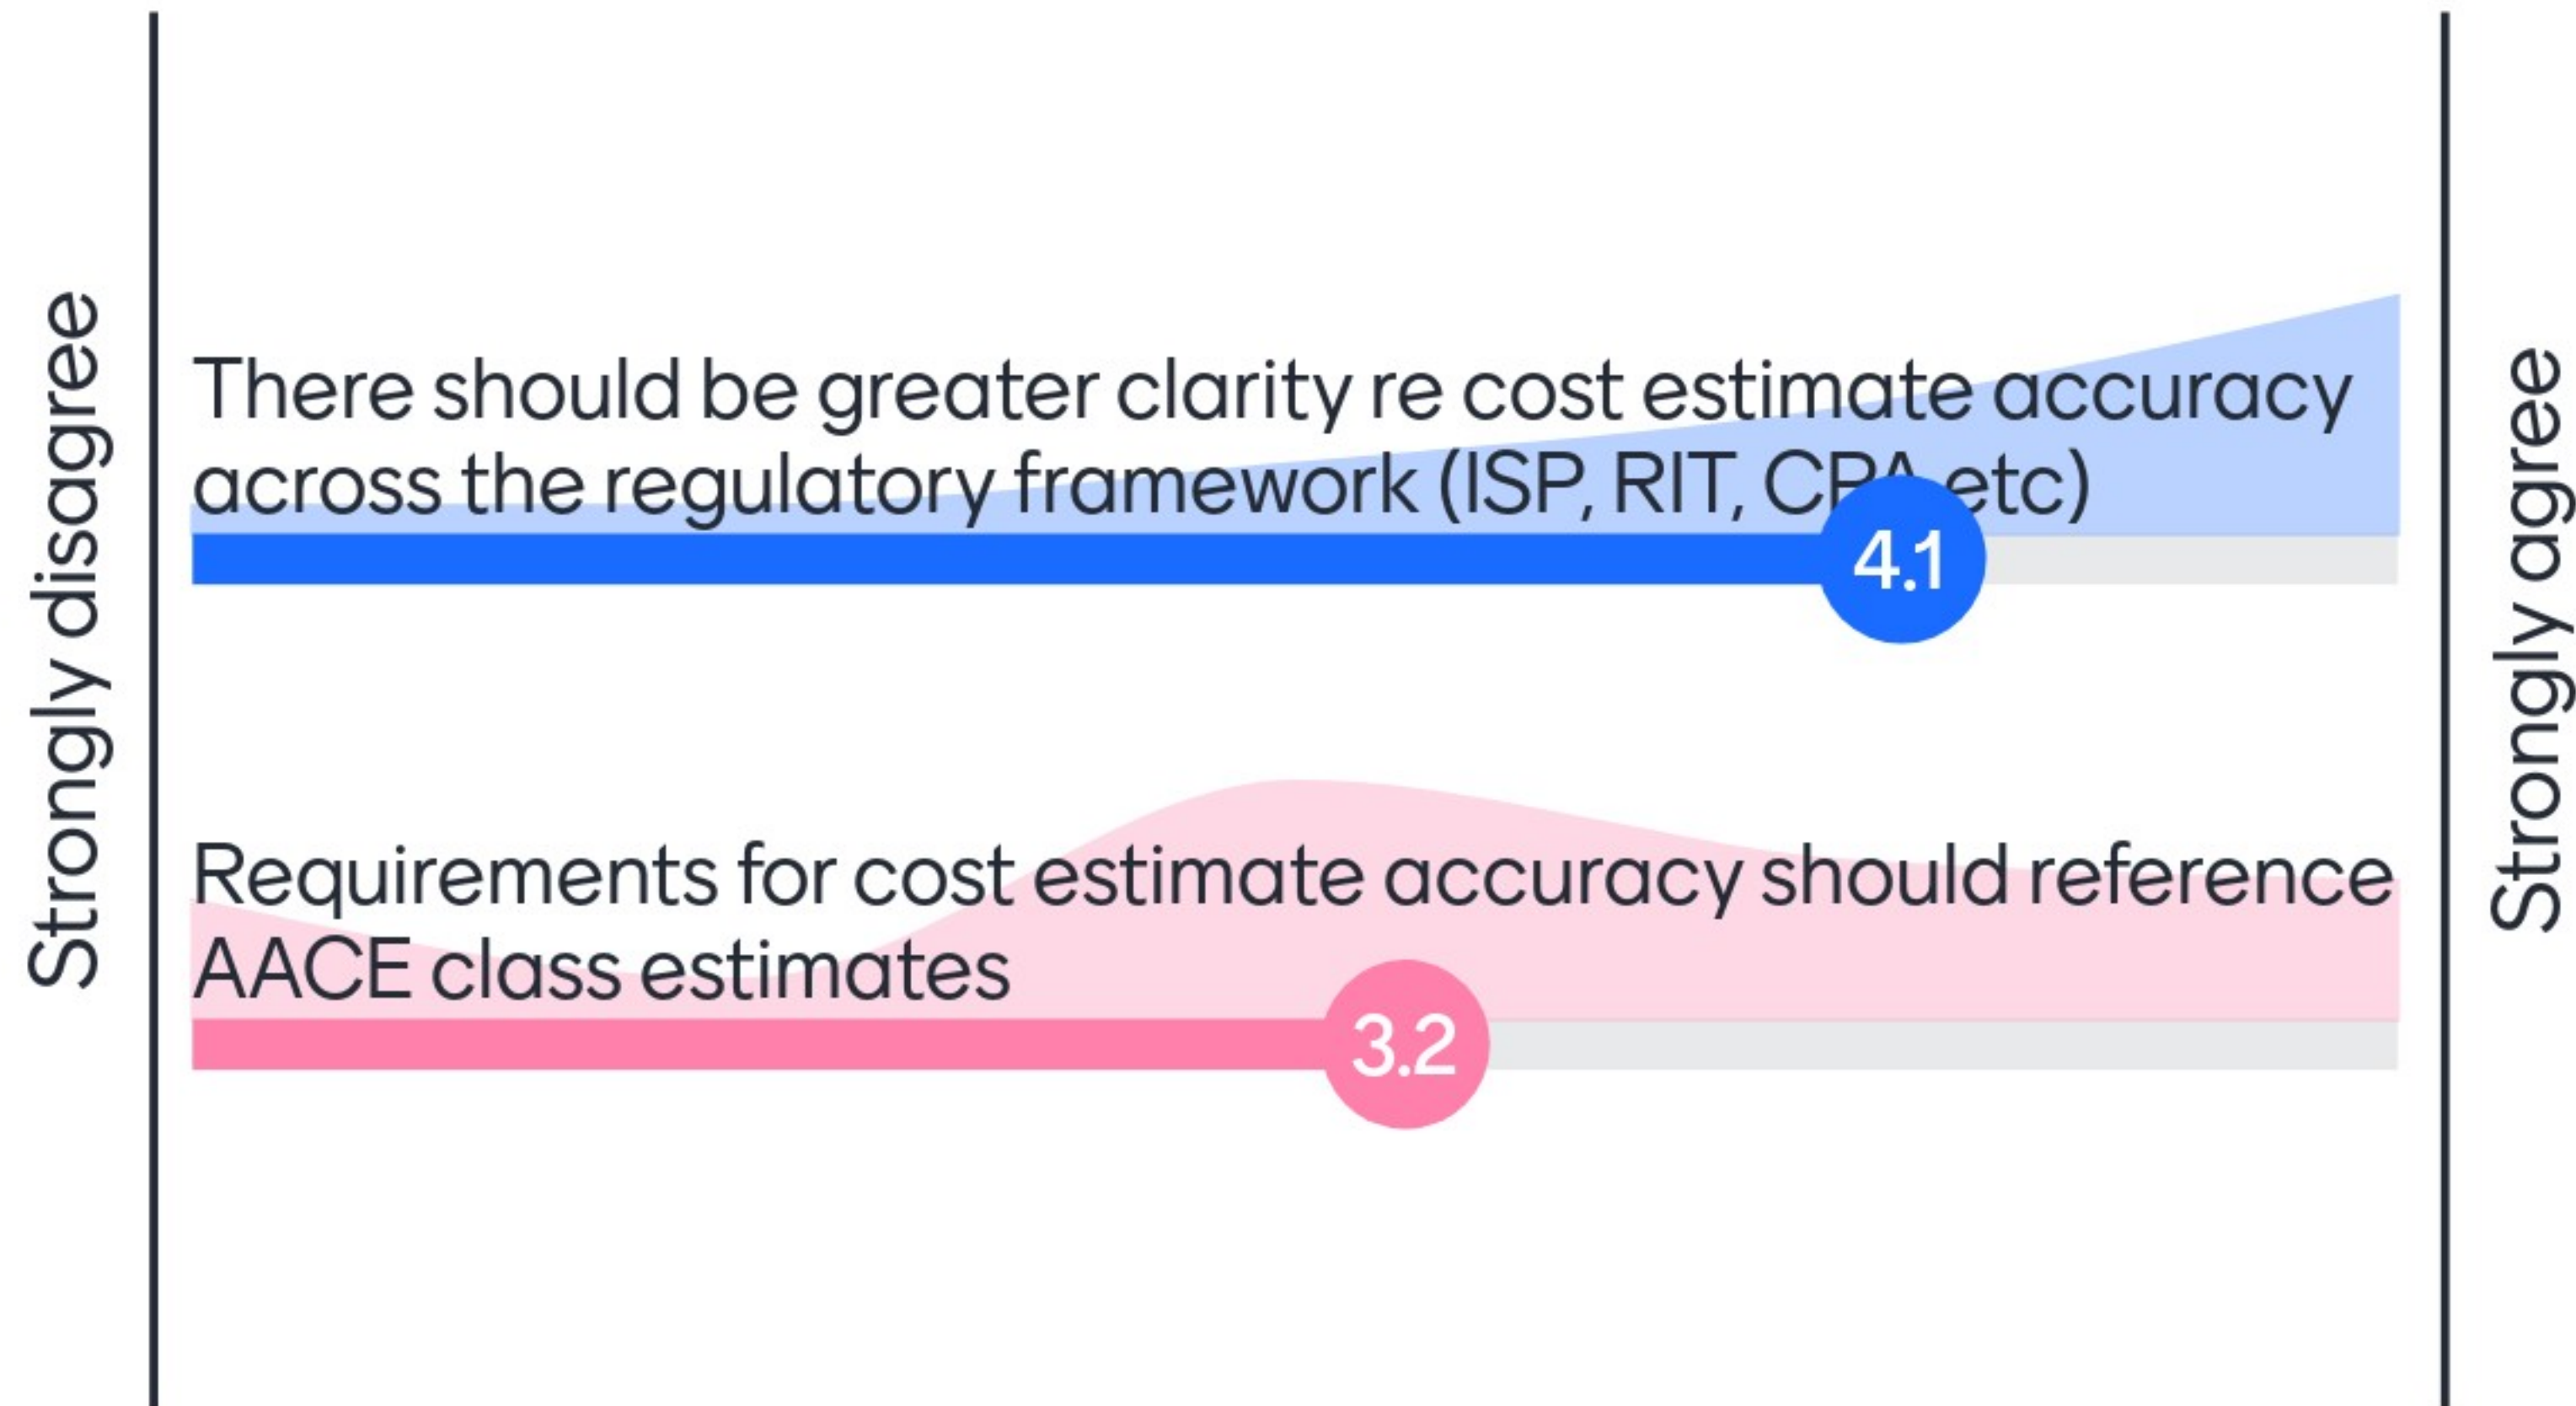 Strongly disagree
There should be greater clarity re cost estimate accuracy
across the regulatory framework (ISP, RIT, CPA etc)
4.1
Requirements for cost estimate accuracy should reference
AACE class estimates
3.2
Strongly agree